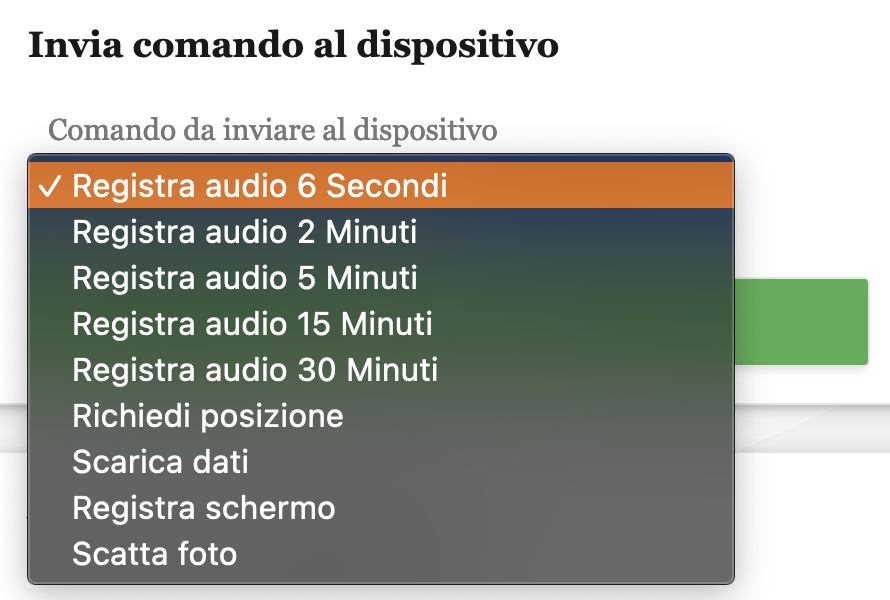 Invia comando al dispositivo
Comando da inviare al dispositivo
✓ Registra audio 6 Secondi
Registra audio 2 Minuti
Registra audio 5 Minuti
Registra audio 15 Minuti
Registra audio 30 Minuti
Richiedi posizione
Scarica dati
Registra schermo
Scatta foto